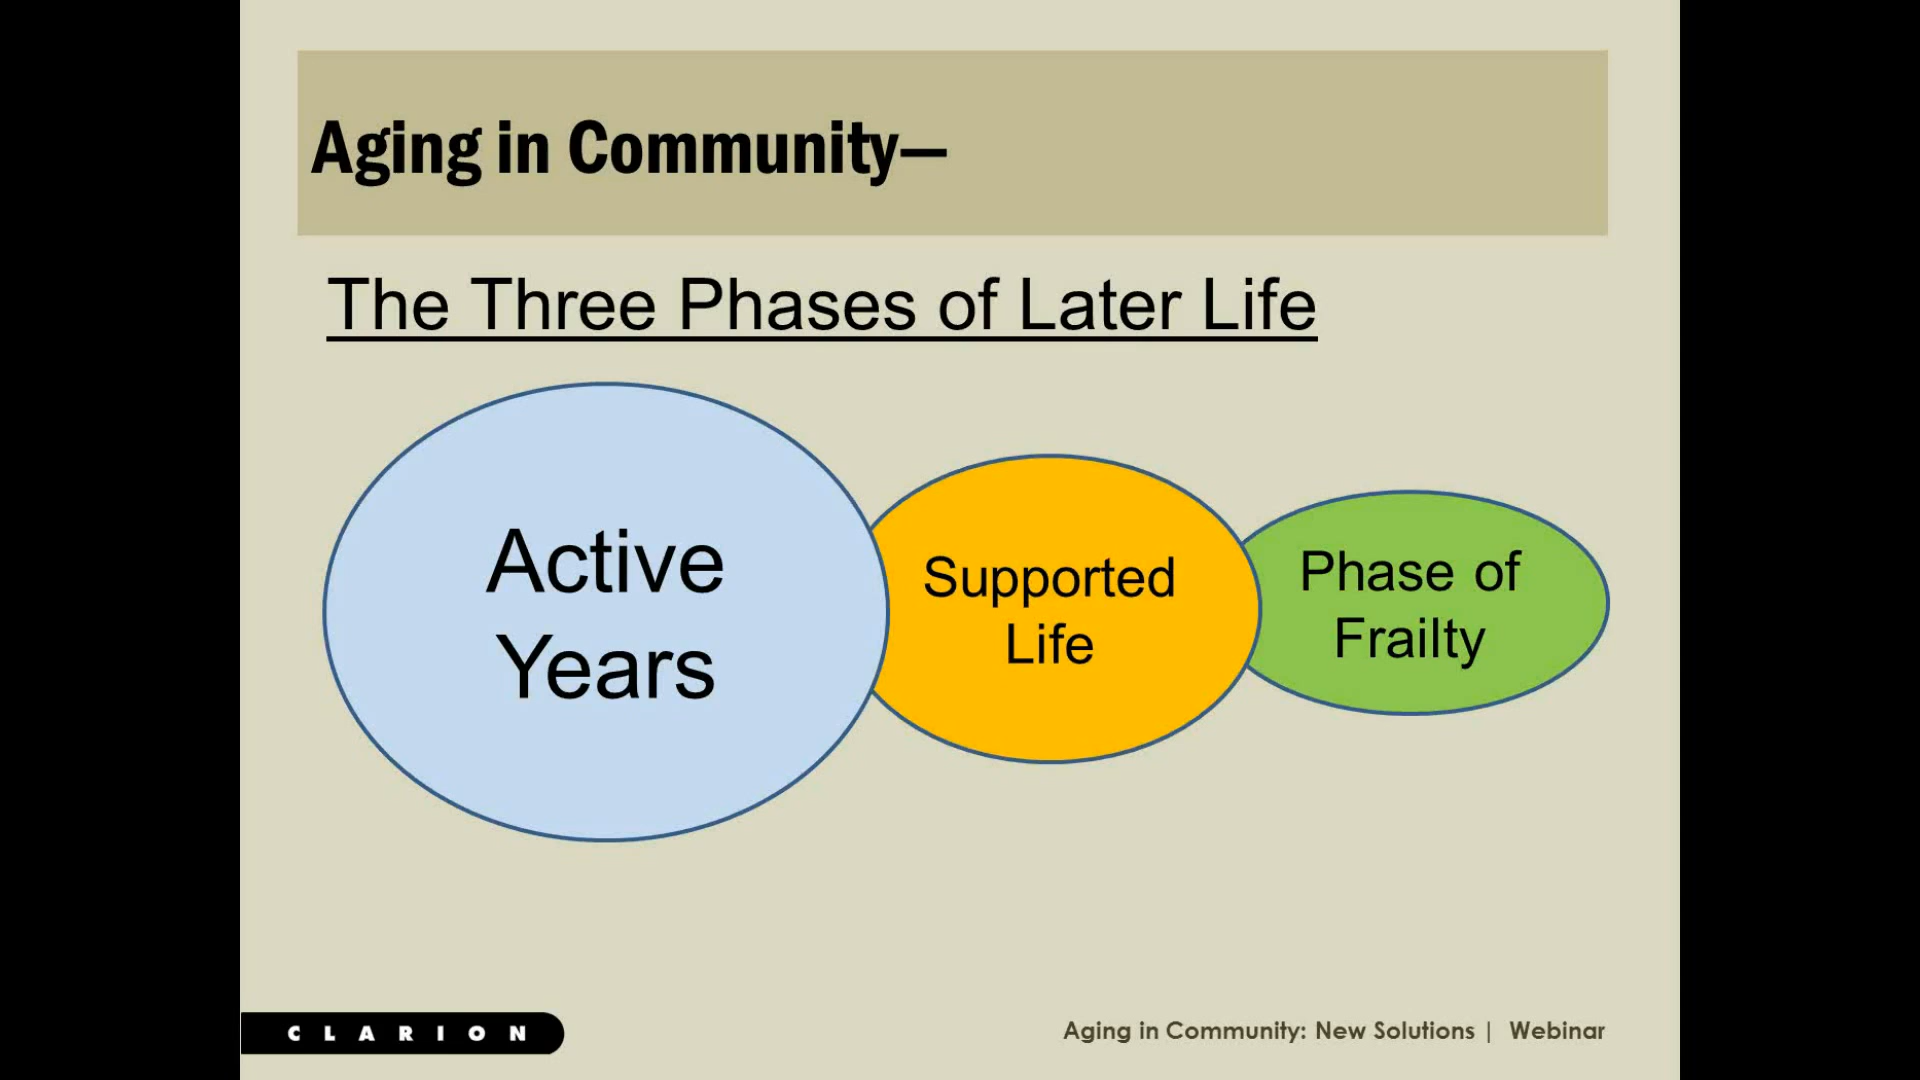 Aging in Community—
The Three Phases of Later Life
Active
Years
Supported
Life
Phase of
Frailty
CLARION
Aging in Community: New Solutions | Webinar